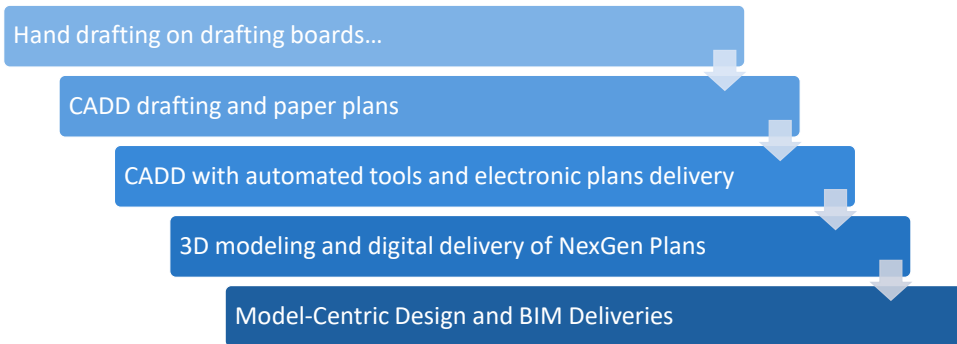 Hand drafting on drafting boards…
CADD drafting and paper plans
CADD with automated tools and electronic plans delivery
3D modeling and digital delivery of NexGen Plans
Model-Centric Design and BIM Deliveries